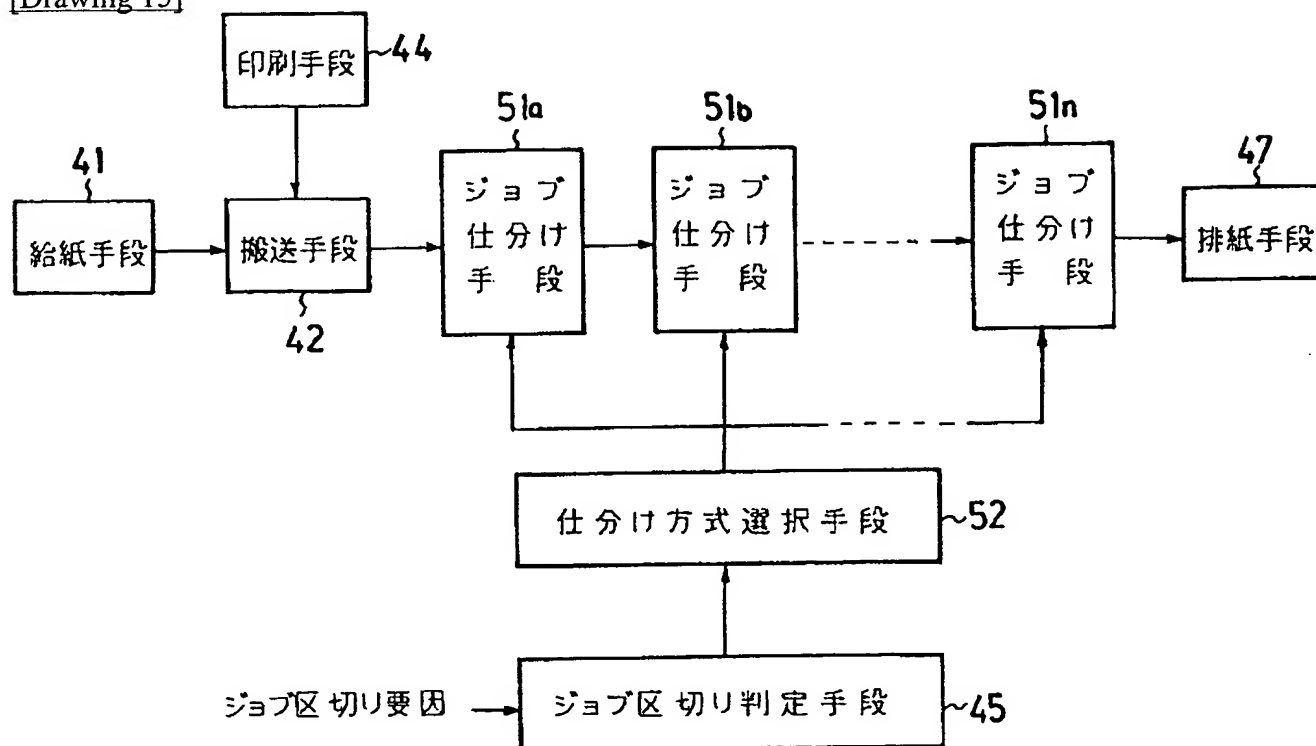 [Drawing 15]
印刷手段
44
51a
51b
51n
47
41
給紙手段
搬送手段
42
ジョブ
仕分け
手段
ジョブ
仕分け
手段
ジョブ
仕分け
手段
排紙手段
仕分け方式選択手段
52
ジョブ区切り要因
ジョブ区切り判定手段
45